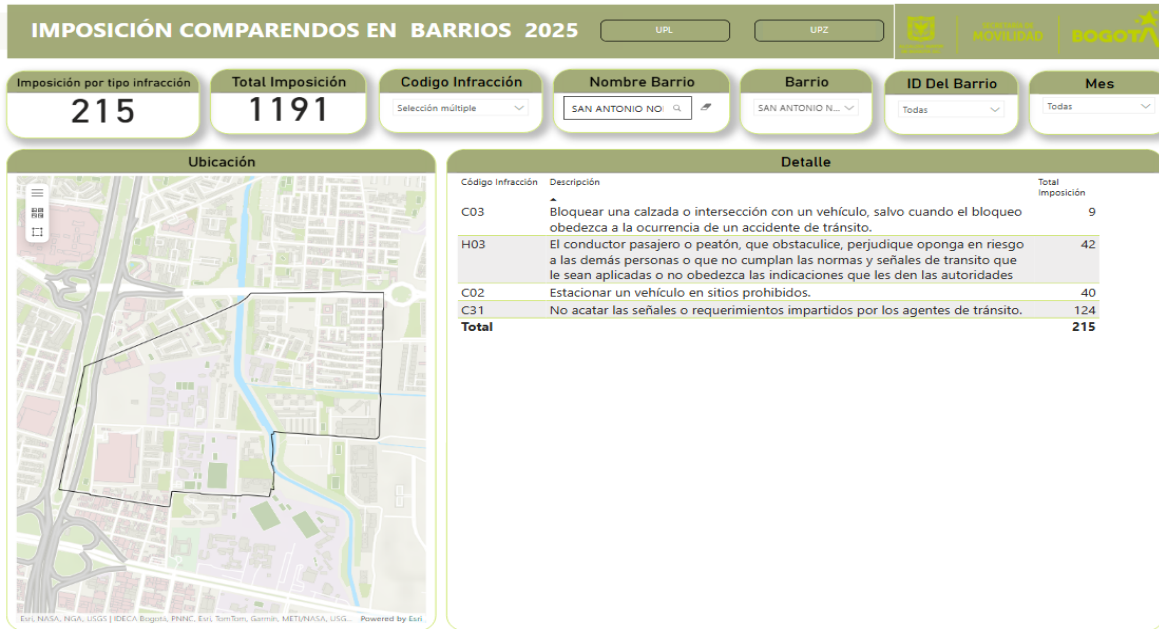 IMPOSICIÓN COMPARENDOS EN BARRIOS 2025
UPL
UPZ
MOVILIDAD
BOGOTÁ
Imposición por tipo infracción
215
Total Imposición
1191
Codigo Infracción
Selección múltiple
Nombre Barrio
SAN ANTONIO NO
Barrio
SAN ANTONIO N...
ID Del Barrio
Todas
Mes
Todas
Ubicación
Esri, NASA, NGA, USGS | IDECA Bogotá, PNNC, Esri, TomTom, Garmin, METI/NASA, USG... Powered by Esri
Detalle
Código Infracción Descripción Total
Imposición
C03 Bloquear una calzada o intersección con un vehículo, salvo cuando el bloqueo 9
obedezca a la ocurrencia de un accidente de tránsito.
H03 El conductor pasajero o peatón, que obstaculice, perjudique oponga en riesgo 42
a las demás personas o que no cumplan las normas y señales de transito que
le sean aplicadas o no obedezca las indicaciones que les den las autoridades
C02 Estacionar un vehículo en sitios prohibidos. 40
C31 No acatar las señales o requerimientos impartidos por los agentes de tránsito. 124
Total 215